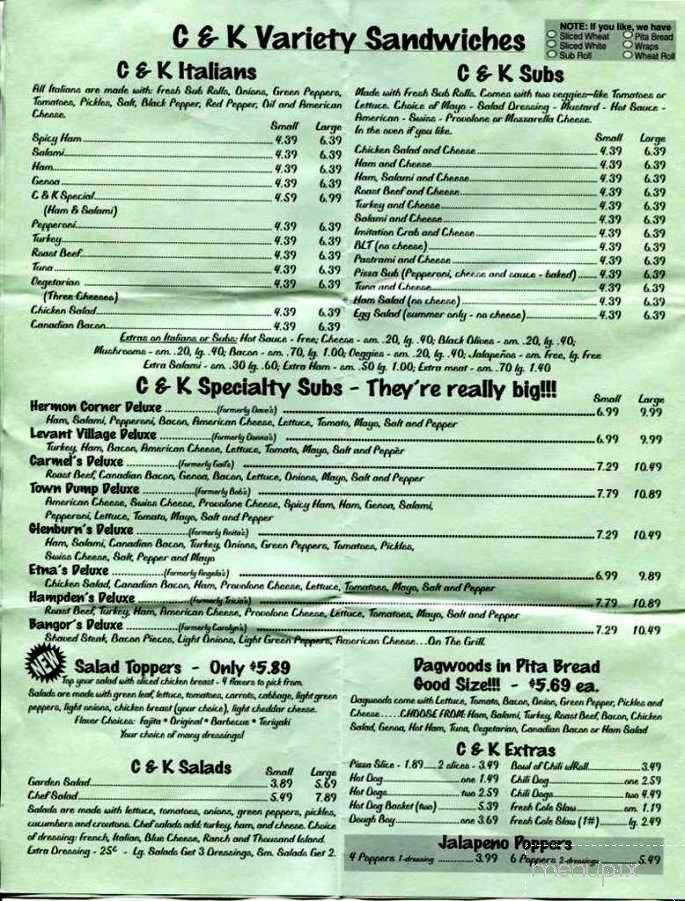 C & K Variety Sandwiches
NOTE: If you like, we have
Sliced Wheat Pita Bread
Sliced White Wraps
Sub Roll Wheat Roll
C & K Italians
All Italians are made with: Fresh Sub Rolls, Onions, Green Peppers,
Tomatoes, Pickles, Salt, Black Pepper, Red Pepper, Oil and American
Cheese.
Small Large
Spicy Ham 4.39 6.39
Salami 4.39 6.39
Ham 4.39 6.39
Genoa 4.39 6.39
C & K Special 4.59 6.99
(Ham & Salami)
Pepperoni 4.39 6.39
Turkey 4.39 6.39
Roast Beef 4.39 6.39
Tuna 4.39 6.39
Vegetarian 4.39 6.39
(Three Cheeses)
Chicken Salad 4.39 6.39
Canadian Bacon 4.39 6.39
C & K Subs
Made with Fresh Sub Rolls. Comes with two veggies–like Tomatoes or
Lettuce. Choice of Mayo - Salad Dressing - Mustard - Hot Sauce -
American - Swiss - Provolone or Mozzarella Cheese.
In the oven if you like.
Small Large
Chicken Salad and Cheese 4.39 6.39
Ham and Cheese 4.39 6.39
Ham, Salami and Cheese 4.39 6.39
Roast Beef and Cheese 4.39 6.39
Turkey and Cheese 4.39 6.39
Salami and Cheese 4.39 6.39
Imitation Crab and Cheese 4.39 6.39
BLT (no cheese) 4.39 6.39
Pastrami and Cheese 4.39 6.39
Pizza Sub (Pepperoni, cheese and sauce - baked) 4.39 6.39
Tuna and Cheese 4.39 6.39
Ham Salad (no cheese) 4.39 6.39
Egg Salad (summer only - no cheese) 4.39 6.39
Extras on Italians or Subs: Hot Sauce - Free; Cheese - sm. .20, lg. .40; Black Olives - sm. .20, lg. .40;
Mushrooms - sm. .20, lg. .40; Bacon - sm. .70, lg. 1.00; Veggies - sm. .20, lg. .40; Jalapeños - sm. Free, lg. Free
Extra Salami - sm. .30 lg. .60; Extra Ham - sm. .50 lg. 1.00; Extra meat - sm. .70 lg. 1.40
C & K Specialty Subs - They're really big!!!
Small Large
Hermon Corner Deluxe (formerly Dave's) 6.99 9.99
Ham, Salami, Pepperoni, Bacon, American Cheese, Lettuce, Tomato, Mayo, Salt and Pepper
Levant Village Deluxe (formerly Donna's) 6.99 9.99
Turkey, Ham, Bacon, American Cheese, Lettuce, Tomato, Mayo, Salt and Pepper
Carmel's Deluxe (formerly Gail's) 7.29 10.49
Roast Beef, Canadian Bacon, Genoa, Bacon, Lettuce, Onions, Mayo, Salt and Pepper
Town Dump Deluxe (formerly Bob's) 7.79 10.89
American Cheese, Swiss Cheese, Provolone Cheese, Spicy Ham, Ham, Genoa, Salami,
Pepperoni, Lettuce, Tomato, Mayo, Salt and Pepper
Glenburn's Deluxe (formerly Anita's) 7.29 10.49
Ham, Salami, Canadian Bacon, Turkey, Onions, Green Peppers, Tomatoes, Pickles,
Swiss Cheese, Salt, Pepper and Mayo
Etna's Deluxe (formerly Angela's) 6.99 9.89
Chicken Salad, Canadian Bacon, Ham, Provolone Cheese, Lettuce, Tomatoes, Mayo, Salt and Pepper
Hampden's Deluxe (formerly Tricia's) 7.79 10.89
Roast Beef, Turkey, Ham, American Cheese, Provolone Cheese, Lettuce, Tomatoes, Mayo, Salt and Pepper
Bangor's Deluxe (formerly Carolyn's) 7.29 10.49
Shaved Steak, Bacon Pieces, Light Onions, Light Green Peppers, American Cheese...On The Grill
NEW
Salad Toppers - Only $5.89
Top your salad with sliced chicken breast - 4 flavors to pick from.
Salads are made with green leaf, lettuce, tomatoes, carrots, cabbage, light green
peppers, light onions, chicken breast (your choice), light cheddar cheese.
Flavor Choices: Fajita • Original • Barbecue • Teriyaki
Your choice of many dressings!
C & K Salads
Small Large
Garden Salad 3.89 5.69
Chef Salad 5.49 7.89
Salads are made with lettuce, tomatoes, onions, green peppers, pickles,
cucumbers and croutons. Chef salads add turkey, ham, and cheese. Choice
of dressing: French, Italian, Blue Cheese, Ranch and Thousand Island.
Extra Dressing - 25¢ - Lg. Salads Get 3 Dressings, Sm. Salads Get 2.
Dagwoods in Pita Bread
Good Size!!! - $5.69 ea.
Dagwoods come with Lettuce, Tomato, Bacon, Onion, Green Pepper, Pickles and
Cheese.....CHOOSE FROM: Ham, Salami, Turkey, Roast Beef, Bacon, Chicken
Salad, Genoa, Hot Ham, Tuna, Vegetarian, Canadian Bacon or Ham Salad
C & K Extras
Pizza Slice - 1.89 2 slices - 3.49
Hot Dog one 1.49
Hot Dogs two 2.59
Hot Dog Basket (two) 5.39
Dough Boy one 3.69
Bowl of Chili w/Roll 3.49
Chili Dog one 2.59
Chili Dogs two 4.49
Fresh Cole Slaw sm. 1.19
Fresh Cole Slaw (1#) lg. 2.49
Jalapeno Poppers
4 Poppers 1-dressing 3.99 6 Poppers 2-dressings 5.49
menupix